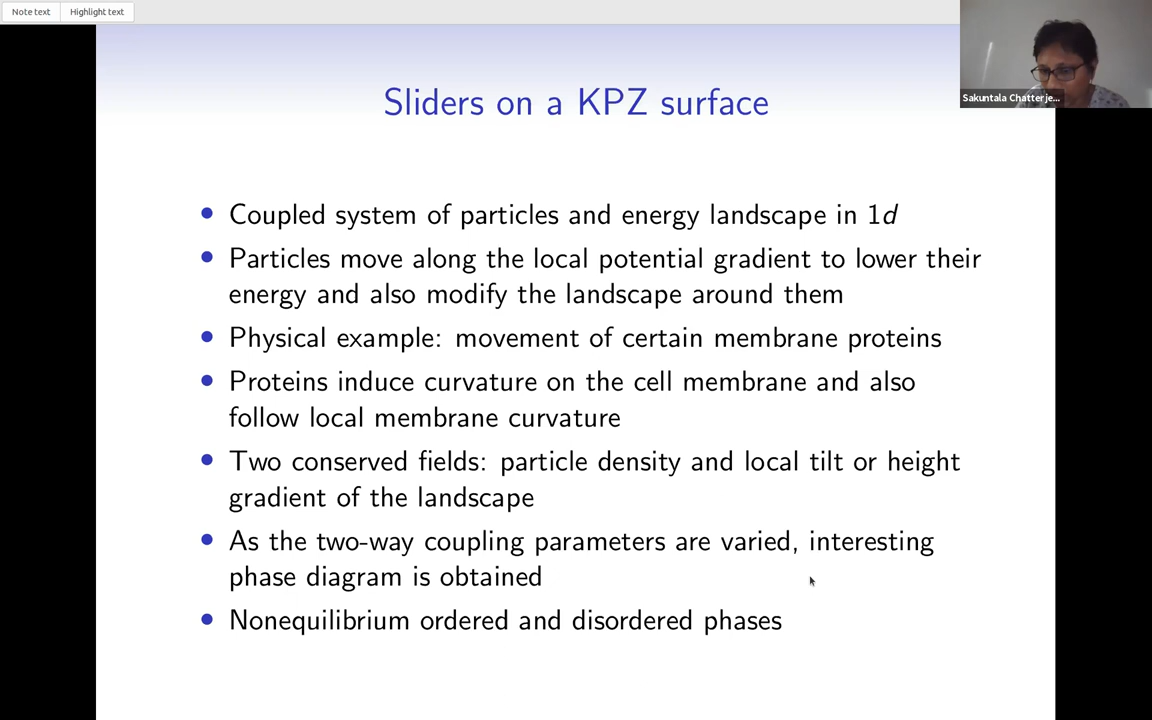 Note text Highlight text
Sliders on a KPZ surface
Sakuntala Chatterje...
• Coupled system of particles and energy landscape in 1d
• Particles move along the local potential gradient to lower their
energy and also modify the landscape around them
• Physical example: movement of certain membrane proteins
• Proteins induce curvature on the cell membrane and also
follow local membrane curvature
• Two conserved fields: particle density and local tilt or height
gradient of the landscape
• As the two-way coupling parameters are varied, interesting
phase diagram is obtained
• Nonequilibrium ordered and disordered phases